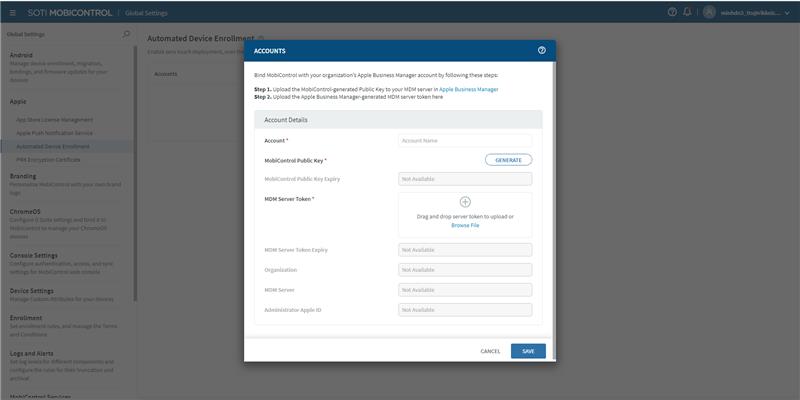 SOTI MOBICONTROL | Global Settings
Global Settings
Android
Manage device enrollment, migration,
bindings, and firmware updates for your
devices
Apple
App Store License Management
Apple Push Notification Service
Automated Device Enrollment
PRK Encryption Certificate
Branding
Personalize MobiControl with your own brand
logo
ChromeOS
Configure G Suite settings and bind it to
MobiControl to manage your ChromeOS
devices
Console Settings
Configure authentication, access, and sync
settings for MobiControl web console
Device Settings
Manage Custom Attributes for your devices
Enrollment
Set enrollment rules, and manage the Terms
and Conditions
Logs and Alerts
Set log levels for different components and
configure the rules for their truncation and
archival
MobiControl Services
Automated Device Enrollment
Enable zero touch deployment, over the
Accounts
ACCOUNTS
Bind MobiControl with your organization's Apple Business Manager account by following these steps:
Step 1. Upload the MobiControl-generated Public Key to your MDM server in Apple Business Manager
Step 2. Upload the Apple Business Manager-generated MDM server token here
Account Details
Account *
Account Name
MobiControl Public Key *
GENERATE
MobiControl Public Key Expiry
Not Available
MDM Server Token *
Drag and drop server token to upload or
Browse File
MDM Server Token Expiry
Not Available
Organization
Not Available
MDM Server
Not Available
Administrator Apple ID
Not Available
CANCEL
SAVE